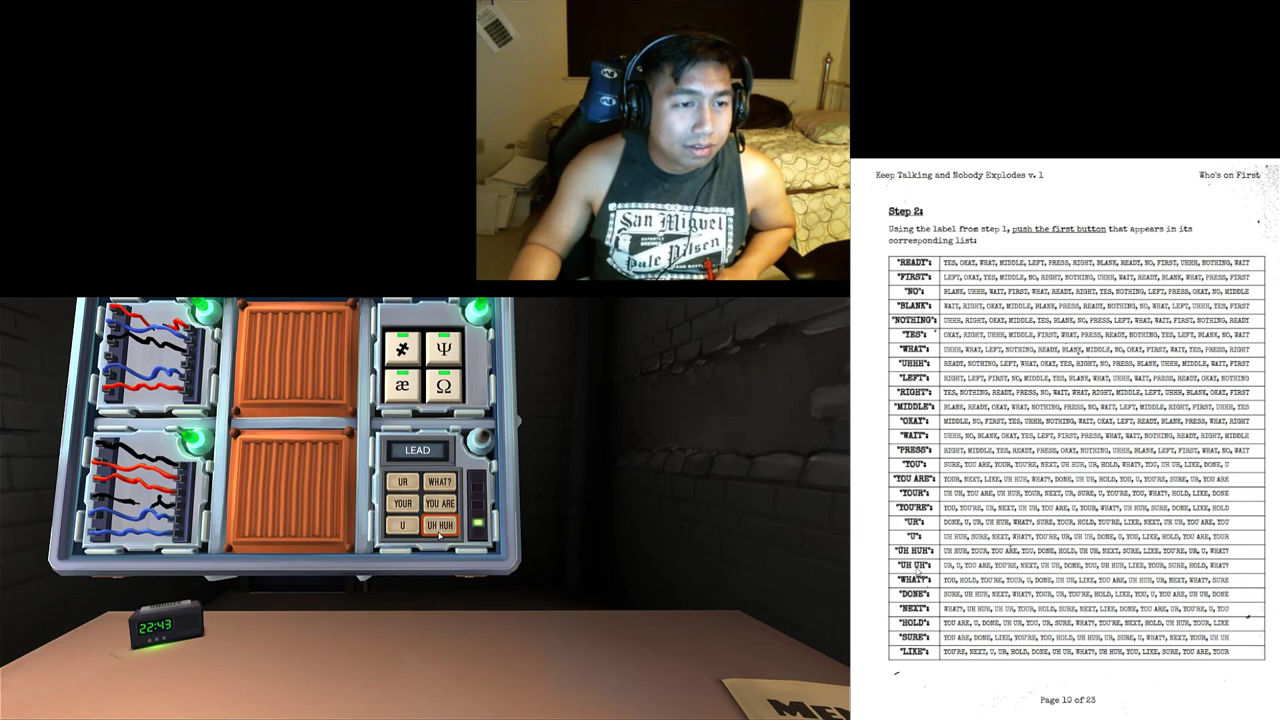 San Miguel
Pale Pilsen
Keep Talking and Nobody Explodes v. 1
Who's on First
Step 2:
Using the label from step 1, push the first button that appears in its
corresponding list:
"READY": YES, OKAY, WHAT, MIDDLE, LEFT, PRESS, RIGHT, BLANK, READY, NO, FIRST, UHHH, NOTHING, WAIT
"FIRST": LEFT, OKAY, YES, MIDDLE, NO, RIGHT, NOTHING, UHHH, WAIT, READY, BLANK, WHAT, PRESS, FIRST
"NO": BLANK, UHHH, WAIT, FIRST, WHAT, READY, RIGHT, YES, NOTHING, LEFT, PRESS, OKAY, NO, MIDDLE
"BLANK": WAIT, RIGHT, OKAY, MIDDLE, BLANK, PRESS, READY, NOTHING, NO, WHAT, LEFT, UHHH, YES, FIRST
"NOTHING": UHHH, RIGHT, OKAY, MIDDLE, YES, BLANK, NO, PRESS, LEFT, WHAT, WAIT, FIRST, NOTHING, READY
"YES": OKAY, RIGHT, UHHH, MIDDLE, FIRST, WHAT, PRESS, READY, NOTHING, YES, LEFT, BLANK, NO, WAIT
"WHAT": UHHH, WHAT, LEFT, NOTHING, READY, BLANK, MIDDLE, NO, OKAY, FIRST, WAIT, YES, PRESS, RIGHT
"UHHH": READY, NOTHING, LEFT, WHAT, OKAY, YES, RIGHT, NO, PRESS, BLANK, UHHH, MIDDLE, WAIT, FIRST
"LEFT": RIGHT, LEFT, FIRST, NO, MIDDLE, YES, BLANK, WHAT, UHHH, WAIT, PRESS, READY, OKAY, NOTHING
"RIGHT": YES, NOTHING, READY, PRESS, NO, WAIT, WHAT, RIGHT, MIDDLE, LEFT, UHHH, BLANK, OKAY, FIRST
"MIDDLE": BLANK, READY, OKAY, WHAT, NOTHING, PRESS, NO, WAIT, LEFT, MIDDLE, RIGHT, FIRST, UHHH, YES
"OKAY": MIDDLE, NO, FIRST, YES, UHHH, NOTHING, WAIT, OKAY, LEFT, READY, BLANK, PRESS, WHAT, RIGHT
"WAIT": UHHH, NO, BLANK, OKAY, YES, LEFT, FIRST, PRESS, WHAT, WAIT, NOTHING, READY, RIGHT, MIDDLE
"PRESS": RIGHT, MIDDLE, YES, READY, PRESS, OKAY, NOTHING, UHHH, BLANK, LEFT, FIRST, WHAT, NO, WAIT
"YOU": SURE, YOU ARE, YOUR, YOU'RE, NEXT, UH HUH, UR, HOLD, WHAT?, YOU, UH UH, LIKE, DONE, U
"YOU ARE": YOUR, NEXT, LIKE, UH HUH, WHAT?, DONE, UH UH, HOLD, YOU, U, YOU'RE, SURE, UR, YOU ARE
"YOUR": UH UH, YOU ARE, UH HUH, YOUR, NEXT, UR, SURE, U, YOU'RE, YOU, WHAT?, HOLD, LIKE, DONE
"YOU'RE": YOU, YOU'RE, UR, NEXT, UH UH, YOU ARE, U, YOUR, WHAT?, UH HUH, SURE, DONE, LIKE, HOLD
"UR": DONE, U, UR, UH HUH, WHAT?, SURE, YOUR, HOLD, YOU'RE, LIKE, NEXT, UH UH, YOU ARE, YOU
"U": UH HUH, SURE, NEXT, WHAT?, YOU'RE, UR, UH UH, DONE, U, YOU, LIKE, HOLD, YOU ARE, YOUR
"UH HUH": UH HUH, YOUR, YOU ARE, YOU, DONE, HOLD, UH UH, NEXT, SURE, LIKE, YOU'RE, UR, U, WHAT?
"UH UH": UR, U, YOU ARE, YOU'RE, NEXT, UH UH, DONE, YOU, UH HUH, LIKE, YOUR, SURE, HOLD, WHAT?
"WHAT?": YOU, HOLD, YOU'RE, YOUR, U, DONE, UH UH, LIKE, YOU ARE, UH HUH, UR, NEXT, WHAT?, SURE
"DONE": SURE, UH HUH, NEXT, WHAT?, YOUR, UR, YOU'RE, HOLD, LIKE, YOU, U, YOU ARE, UH UH, DONE
"NEXT": WHAT?, UH HUH, UH UH, YOUR, HOLD, SURE, NEXT, LIKE, DONE, YOU ARE, UR, YOU'RE, U, YOU
"HOLD": YOU ARE, U, DONE, UH UH, YOU, UR, SURE, WHAT?, YOU'RE, NEXT, HOLD, UH HUH, YOUR, LIKE
"SURE": YOU ARE, DONE, LIKE, YOU'RE, YOU, HOLD, UH HUH, UR, SURE, U, WHAT?, NEXT, YOUR, UH UH
"LIKE": YOU'RE, NEXT, U, UR, HOLD, DONE, UH UH, WHAT?, UH HUH, YOU, LIKE, SURE, YOU ARE, YOUR
Page 10 of 23
Ψ
æ Ω
LEAD
UR WHAT?
YOUR YOU ARE
U UH HUH
22:43